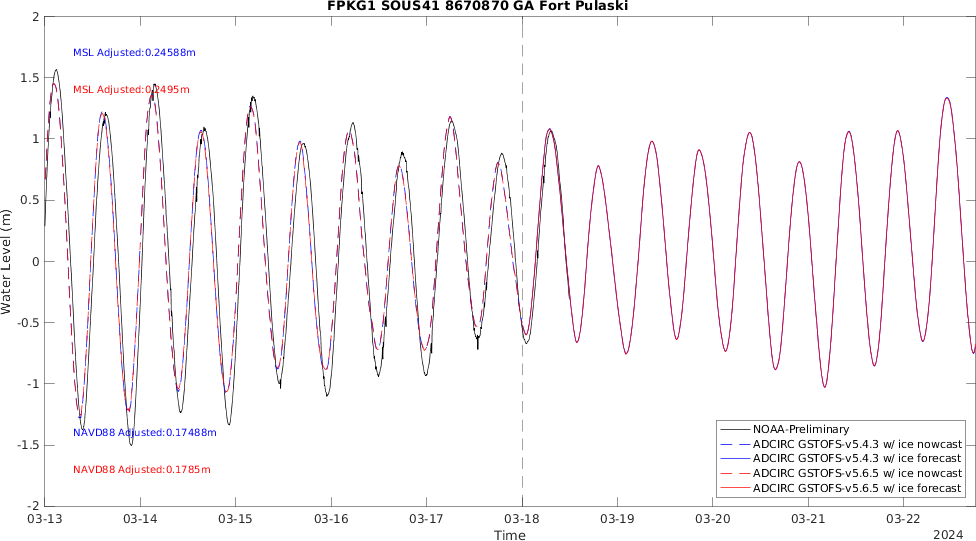 FPKG1 SOUS41 8670870 GA Fort Pulaski
2
1.5
1
0.5
0
-0.5
-1
-1.5
-2
Water Level (m)
MSL Adjusted:0.24588m
MSL Adjusted:0.2495m
NAVD88 Adjusted:0.17488m
NAVD88 Adjusted:0.1785m
NOAA-Preliminary
ADCIRC GSTOFS-v5.4.3 w/ ice nowcast
ADCIRC GSTOFS-v5.4.3 w/ ice forecast
ADCIRC GSTOFS-v5.6.5 w/ ice nowcast
ADCIRC GSTOFS-v5.6.5 w/ ice forecast
03-13 03-14 03-15 03-16 03-17 03-18 03-19 03-20 03-21 03-22
Time
2024